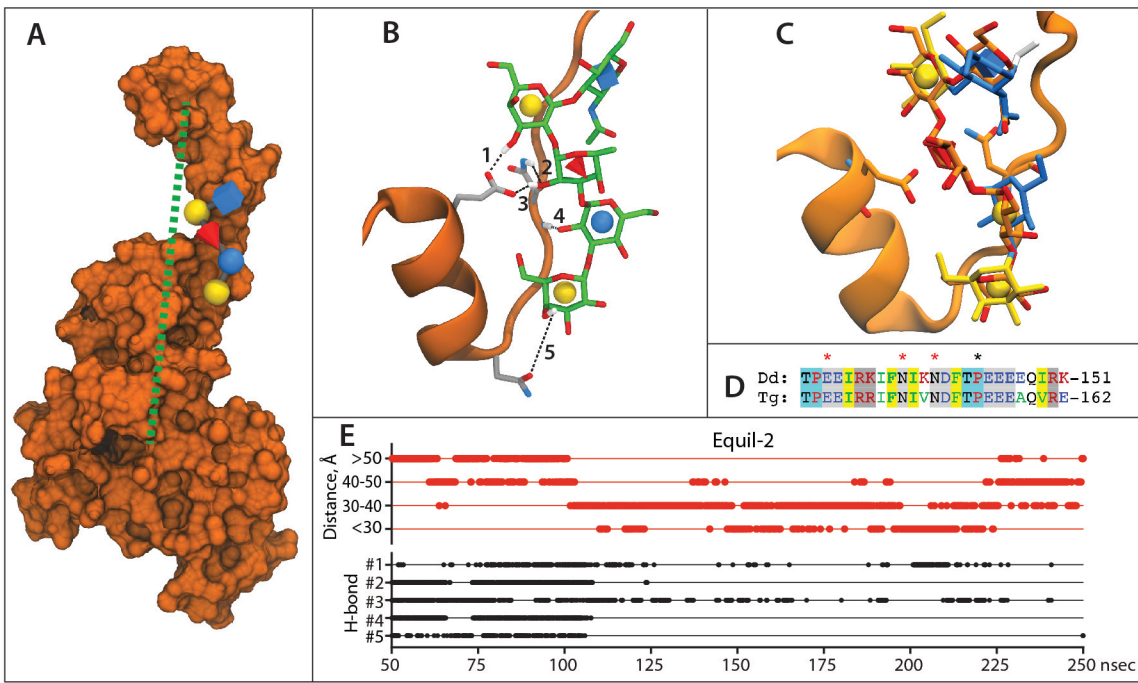 A
B
C
1
2
3
4
5
D
* * * *
Dd: TPEEIRKIFNIKNDFTPEEEEQIRK-151
Tg: TPEEIRRIFNIVNDFTPEEEAQVRE-162
E
Equil-2
Distance, Å
>50
40-50
30-40
<30
H-bond
#1
#2
#3
#4
#5
50 75 100 125 150 175 200 225 250 nsec